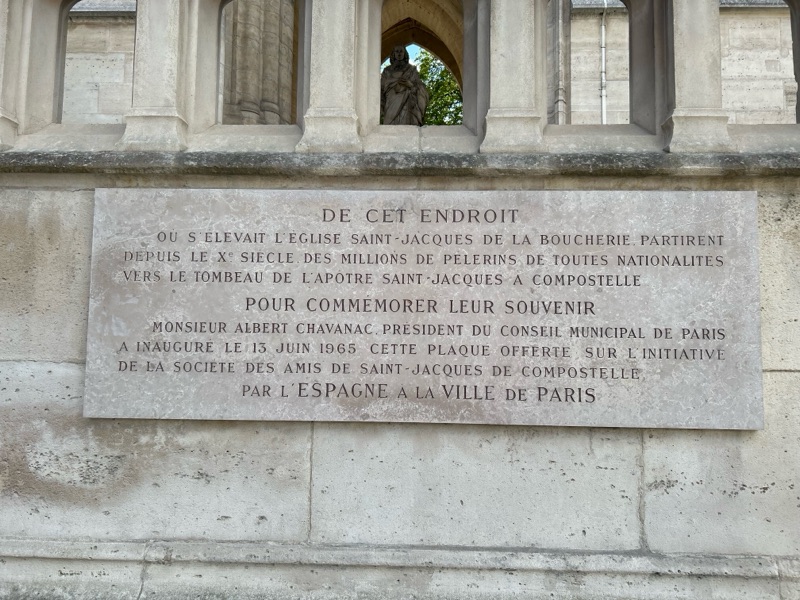 DE CET ENDROIT
OU S'ELEVAIT L'EGLISE SAINT-JACQUES DE LA BOUCHERIE, PARTIRENT
DEPUIS LE Xe SIECLE, DES MILLIONS DE PELERINS DE TOUTES NATIONALITES
VERS LE TOMBEAU DE L'APOTRE SAINT-JACQUES A COMPOSTELLE
POUR COMMEMORER LEUR SOUVENIR
MONSIEUR ALBERT CHAVANAC, PRESIDENT DU CONSEIL MUNICIPAL DE PARIS
A INAUGURE LE 13 JUIN 1965 CETTE PLAQUE OFFERTE SUR L'INITIATIVE
DE LA SOCIETE DES AMIS DE SAINT-JACQUES DE COMPOSTELLE,
PAR L'ESPAGNE A LA VILLE DE PARIS